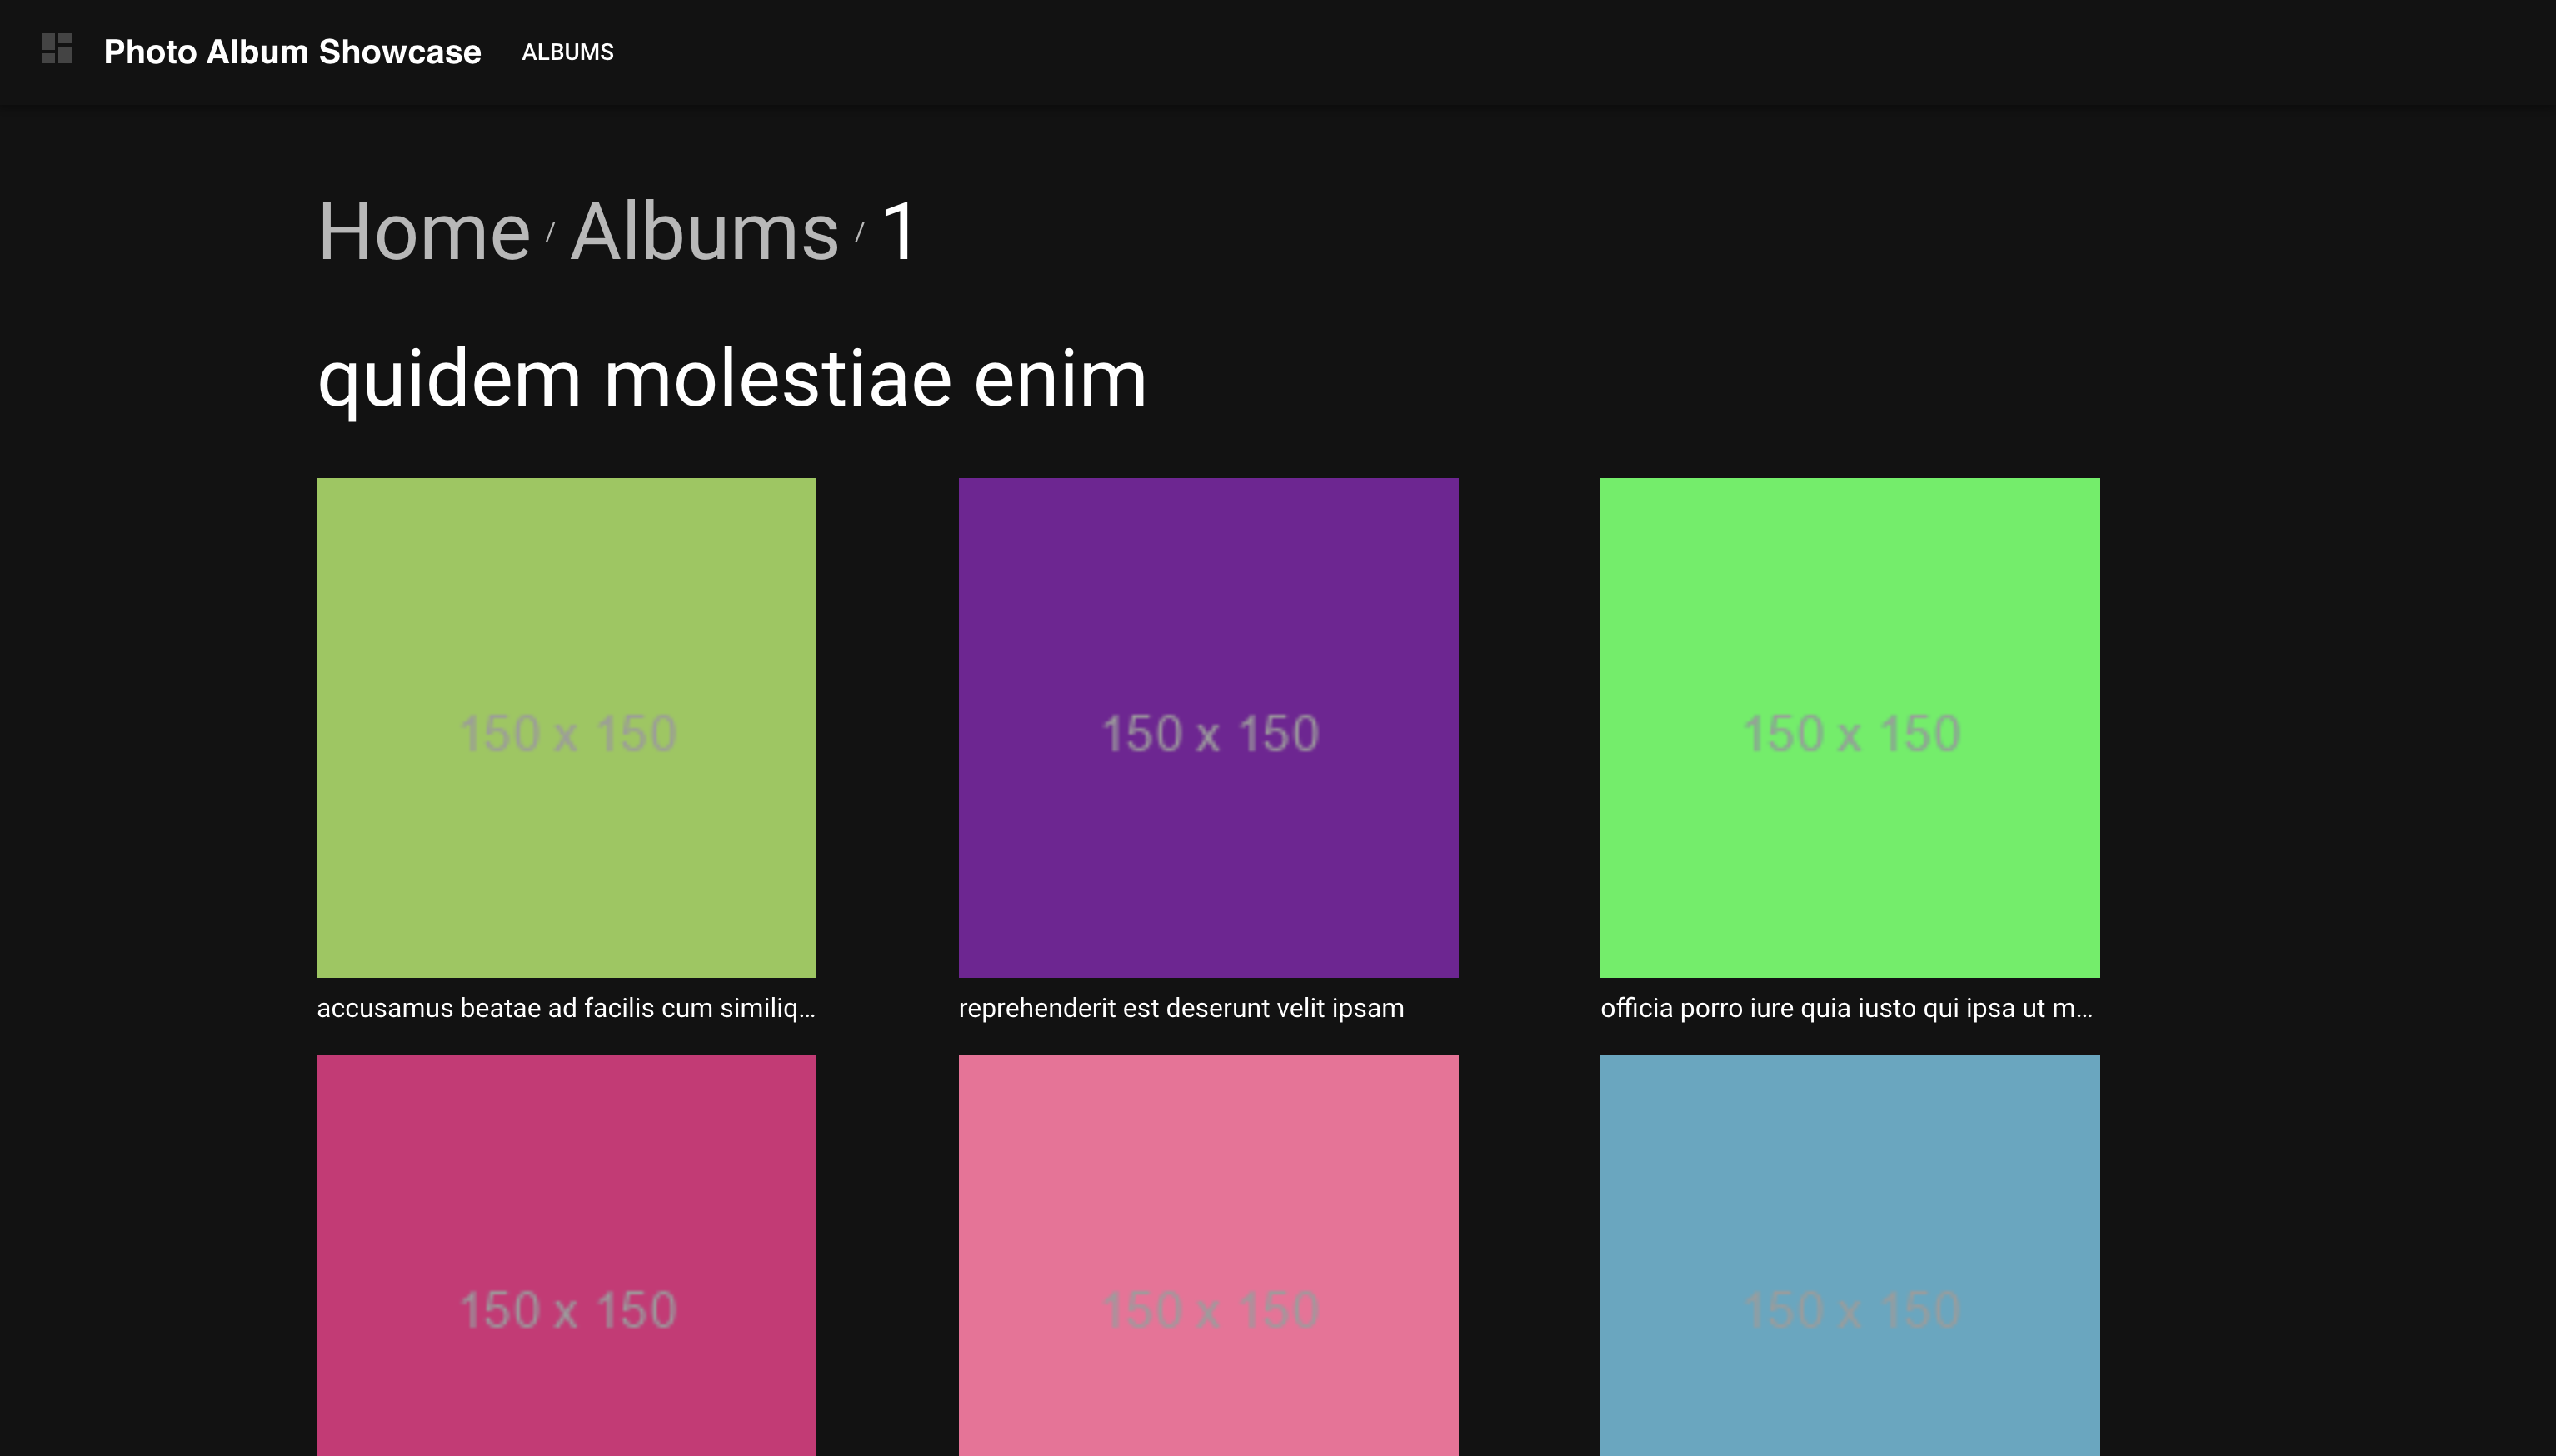 Photo Album Showcase ALBUMS
Home / Albums / 1
quidem molestiae enim
150 x 150
150 x 150
150 x 150
accusamus beatae ad facilis cum similiq...
reprehenderit est deserunt velit ipsam
officia porro iure quia iusto qui ipsa ut m...
150 x 150
150 x 150
150 x 150